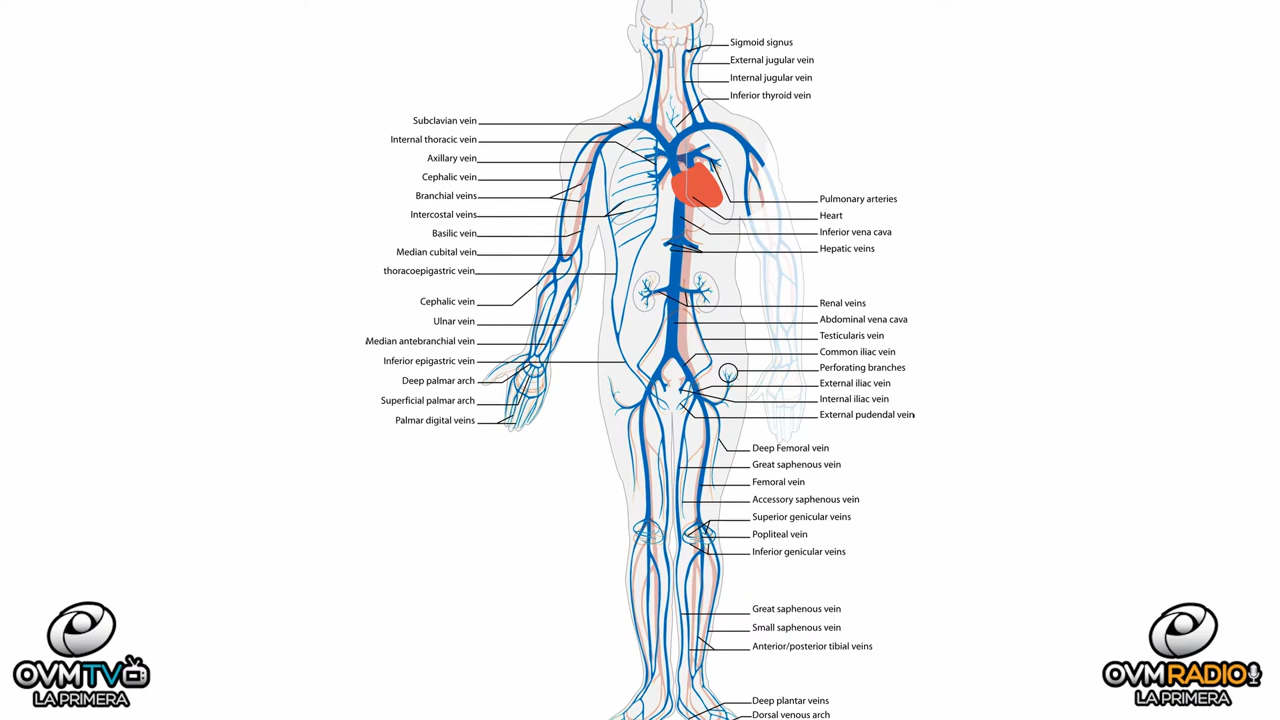 Sigmoid signus
External jugular vein
Internal jugular vein
Inferior thyroid vein
Subclavian vein
Internal thoracic vein
Axillary vein
Cephalic vein
Branchial veins
Intercostal veins
Basilic vein
Median cubital vein
thoracoepigastric vein
Cephalic vein
Ulnar vein
Median antebranchial vein
Inferior epigastric vein
Deep palmar arch
Superficial palmar arch
Palmar digital veins
Pulmonary arteries
Heart
Inferior vena cava
Hepatic veins
Renal veins
Abdominal vena cava
Testicularis vein
Common iliac vein
Perforating branches
External iliac vein
Internal iliac vein
External pudendal vein
Deep Femoral vein
Great saphenous vein
Femoral vein
Accessory saphenous vein
Superior genicular veins
Popliteal vein
Inferior genicular veins
Great saphenous vein
Small saphenous vein
Anterior/posterior tibial veins
Deep plantar veins
Dorsal venous arch
OVMTV
LA PRIMERA
OVMRADIO
LA PRIMERA